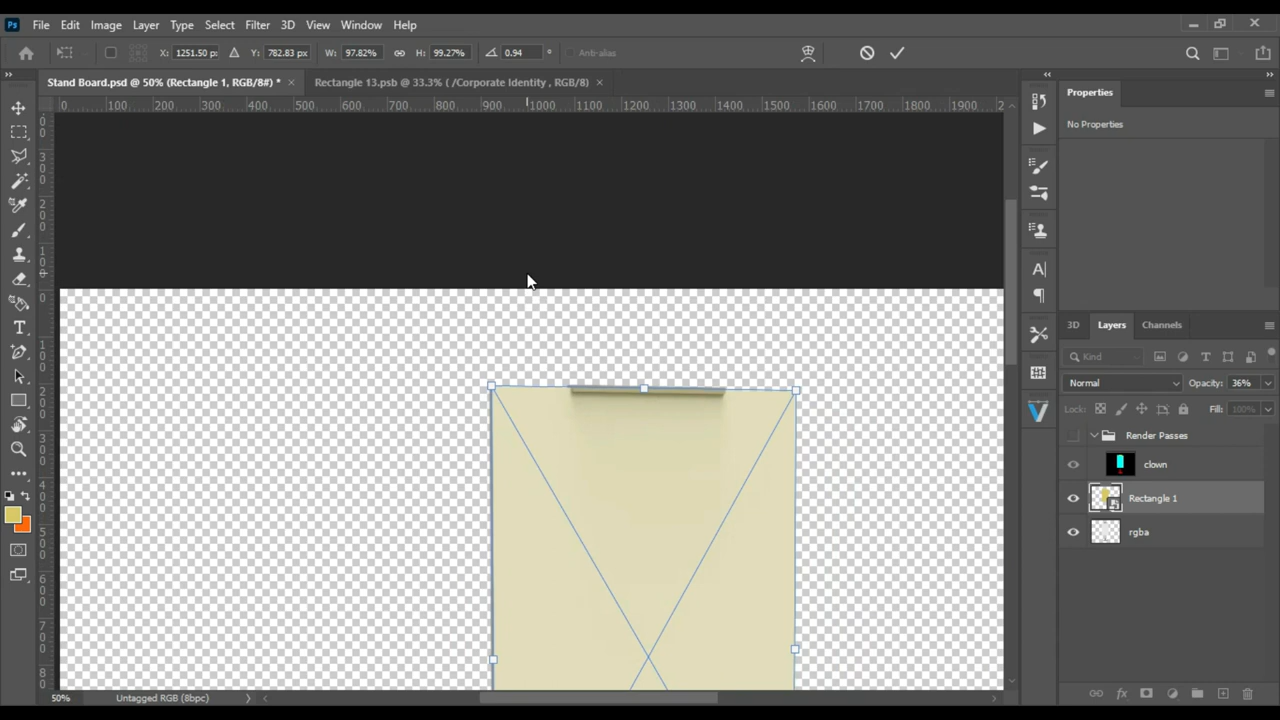 Ps File Edit Image Layer Type Select Filter 3D View Window Help
X: 1251.50 px Y: 782.83 px W: 97.82% H: 99.27% 0.94 ° Anti-alias
Stand Board.psd @ 50% (Rectangle 1, RGB/8#) * × Rectangle 13.psb @ 33.3% ( /Corporate Identity , RGB/8) ×
0 100 200 300 400 500 600 700 800 900 1000 1100 1200 1300 1400 1500 1600 1700 1800 1900 2
Properties
No Properties
3D Layers Channels
Kind
Normal Opacity: 36%
Lock: Fill: 100%
Render Passes
clown
Rectangle 1
rgba
50% Untagged RGB (8bpc)